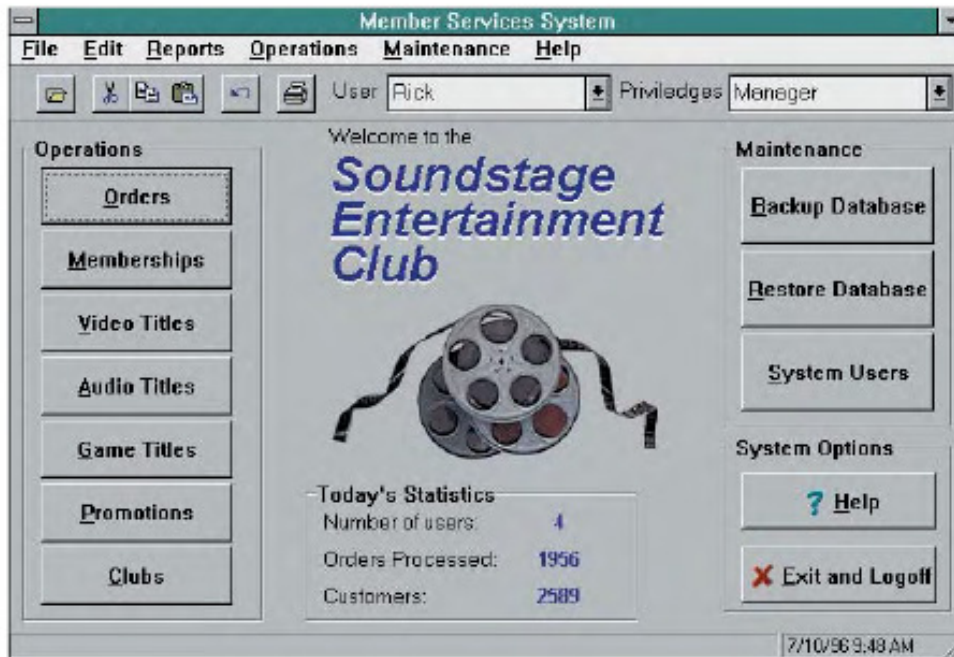 Member Services System
File Edit Reports Operations Maintenance Help
User Rick Priviledges Manager
Operations
Orders
Memberships
Video Titles
Audio Titles
Game Titles
Promotions
Clubs
Welcome to the
Soundstage
Entertainment
Club
Today's Statistics
Number of users: 4
Orders Processed: 1956
Customers: 2589
Maintenance
Backup Database
Restore Database
System Users
System Options
? Help
Exit and Logoff
7/10/96 9:48 AM